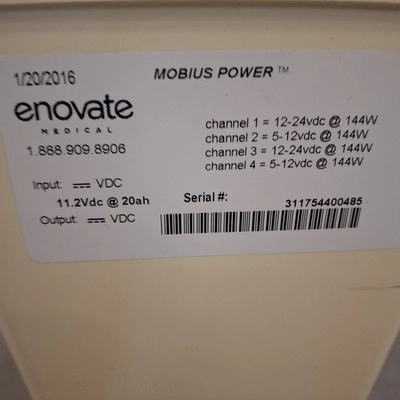 1/20/2016
MOBIUS POWER ™
enovate
MEDICAL
1.888.909.8906
channel 1 = 12-24vdc @ 144W
channel 2 = 5-12vdc @ 144W
channel 3 = 12-24vdc @ 144W
channel 4 = 5-12vdc @ 144W
Input: ⎓ VDC
11.2Vdc @ 20ah
Output: ⎓ VDC
Serial #: 311754400485